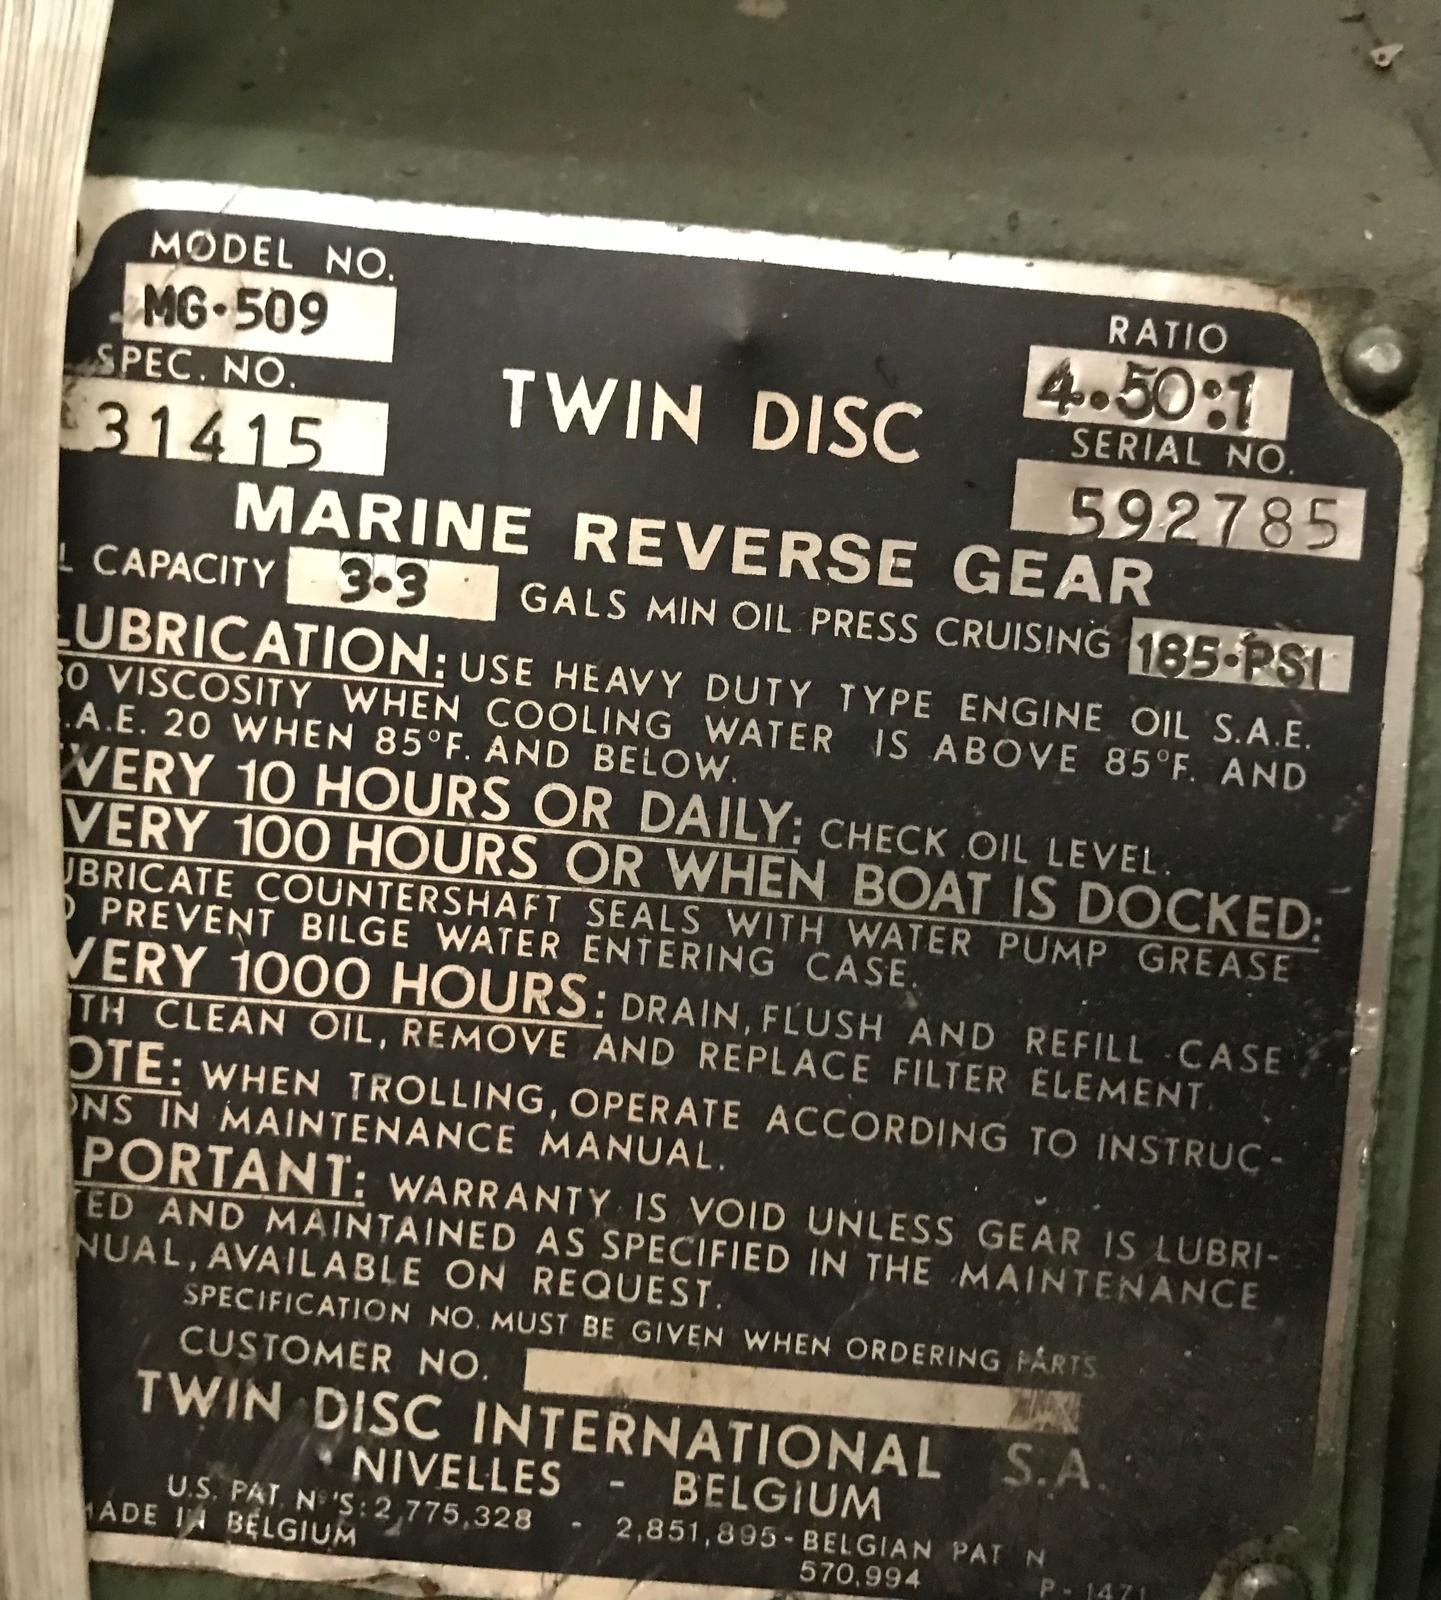 MODEL NO.
MG•509
RATIO
4.•50:1
SPEC. NO.
31415
TWIN DISC
SERIAL NO.
592785
MARINE REVERSE GEAR
L CAPACITY 3•3 GALS MIN OIL PRESS CRUISING 185•PSI
LUBRICATION: USE HEAVY DUTY TYPE ENGINE OIL S.A.E.
30 VISCOSITY WHEN COOLING WATER IS ABOVE 85°F. AND
.A.E. 20 WHEN 85°F. AND BELOW.
VERY 10 HOURS OR DAILY: CHECK OIL LEVEL.
VERY 100 HOURS OR WHEN BOAT IS DOCKED:
UBRICATE COUNTERSHAFT SEALS WITH WATER PUMP GREASE
O PREVENT BILGE WATER ENTERING CASE.
VERY 1000 HOURS: DRAIN, FLUSH AND REFILL CASE
TH CLEAN OIL, REMOVE AND REPLACE FILTER ELEMENT.
OTE: WHEN TROLLING, OPERATE ACCORDING TO INSTRUC-
ONS IN MAINTENANCE MANUAL.
PORTANT: WARRANTY IS VOID UNLESS GEAR IS LUBRI-
ED AND MAINTAINED AS SPECIFIED IN THE MAINTENANCE
NUAL, AVAILABLE ON REQUEST.
SPECIFICATION NO. MUST BE GIVEN WHEN ORDERING PARTS
CUSTOMER NO.
TWIN DISC INTERNATIONAL S.A.
NIVELLES - BELGIUM
U.S. PAT. N°'S: 2,775,328 - 2,851,895 - BELGIAN PAT N
570,994
MADE IN BELGIUM
P-1471